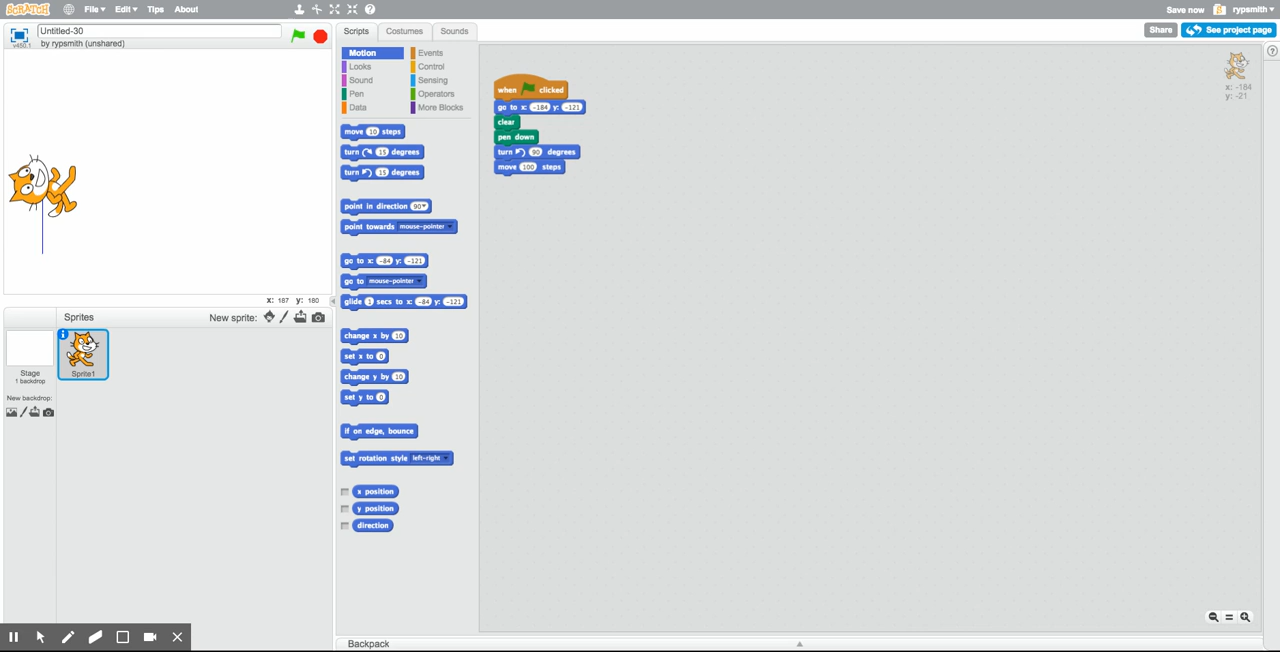 SCRATCH File Edit Tips About Save now rypsmith
v450.1 Untitled-30
by rypsmith (unshared)
Scripts Costumes Sounds Share See project page
Motion Events
Looks Control
Sound Sensing
Pen Operators
Data More Blocks
move 10 steps
turn 15 degrees
turn 15 degrees
point in direction 90
point towards mouse-pointer
go to x: -84 y: -121
go to mouse-pointer
glide 1 secs to x: -84 y: -121
change x by 10
set x to 0
change y by 10
set y to 0
if on edge, bounce
set rotation style left-right
x position
y position
direction
when clicked
go to x: -184 y: -121
clear
pen down
turn 90 degrees
move 100 steps
x: -184
y: -21
x: 187 y: 180
Sprites New sprite:
Stage
1 backdrop
New backdrop:
Sprite1
Backpack